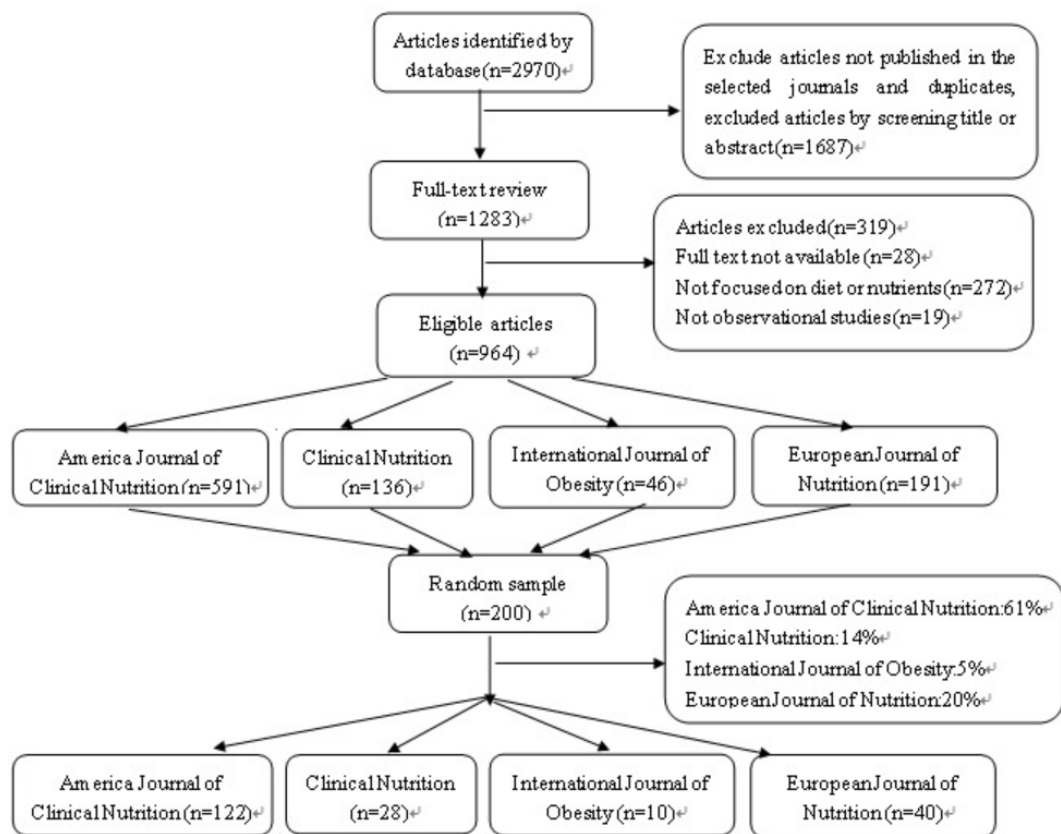 Articles identified by
database(n=2970)↵
Exclude articles not published in the
selected journals and duplicates,
excluded articles by screening title or
abstract(n=1687)↵
Full-text review
(n=1283)↵
Articles excluded(n=319)↵
Full text not available (n=28)↵
Not focused on diet or nutrients(n=272)↵
Not observational studies(n=19)↵
Eligible articles
(n=964) ↵
America Journal of
Clinical Nutrition (n=591)↵
Clinical Nutrition
(n=136)↵
International Journal of
Obesity (n=46)↵
European Journal of
Nutrition (n=191)↵
Random sample
(n=200) ↵
America Journal of Clinical Nutrition:61%↵
Clinical Nutrition:14%↵
International Journal of Obesity:5%↵
European Journal of Nutrition:20%↵
America Journal of
Clinical Nutrition (n=122)↵
Clinical Nutrition
(n=28)↵
International Journal of
Obesity (n=10)↵
European Journal of
Nutrition (n=40)↵